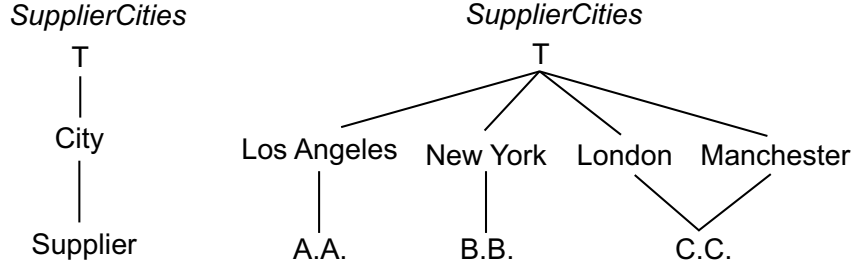 SupplierCities
T
City
Supplier
SupplierCities
T
Los Angeles New York London Manchester
A.A. B.B. C.C.